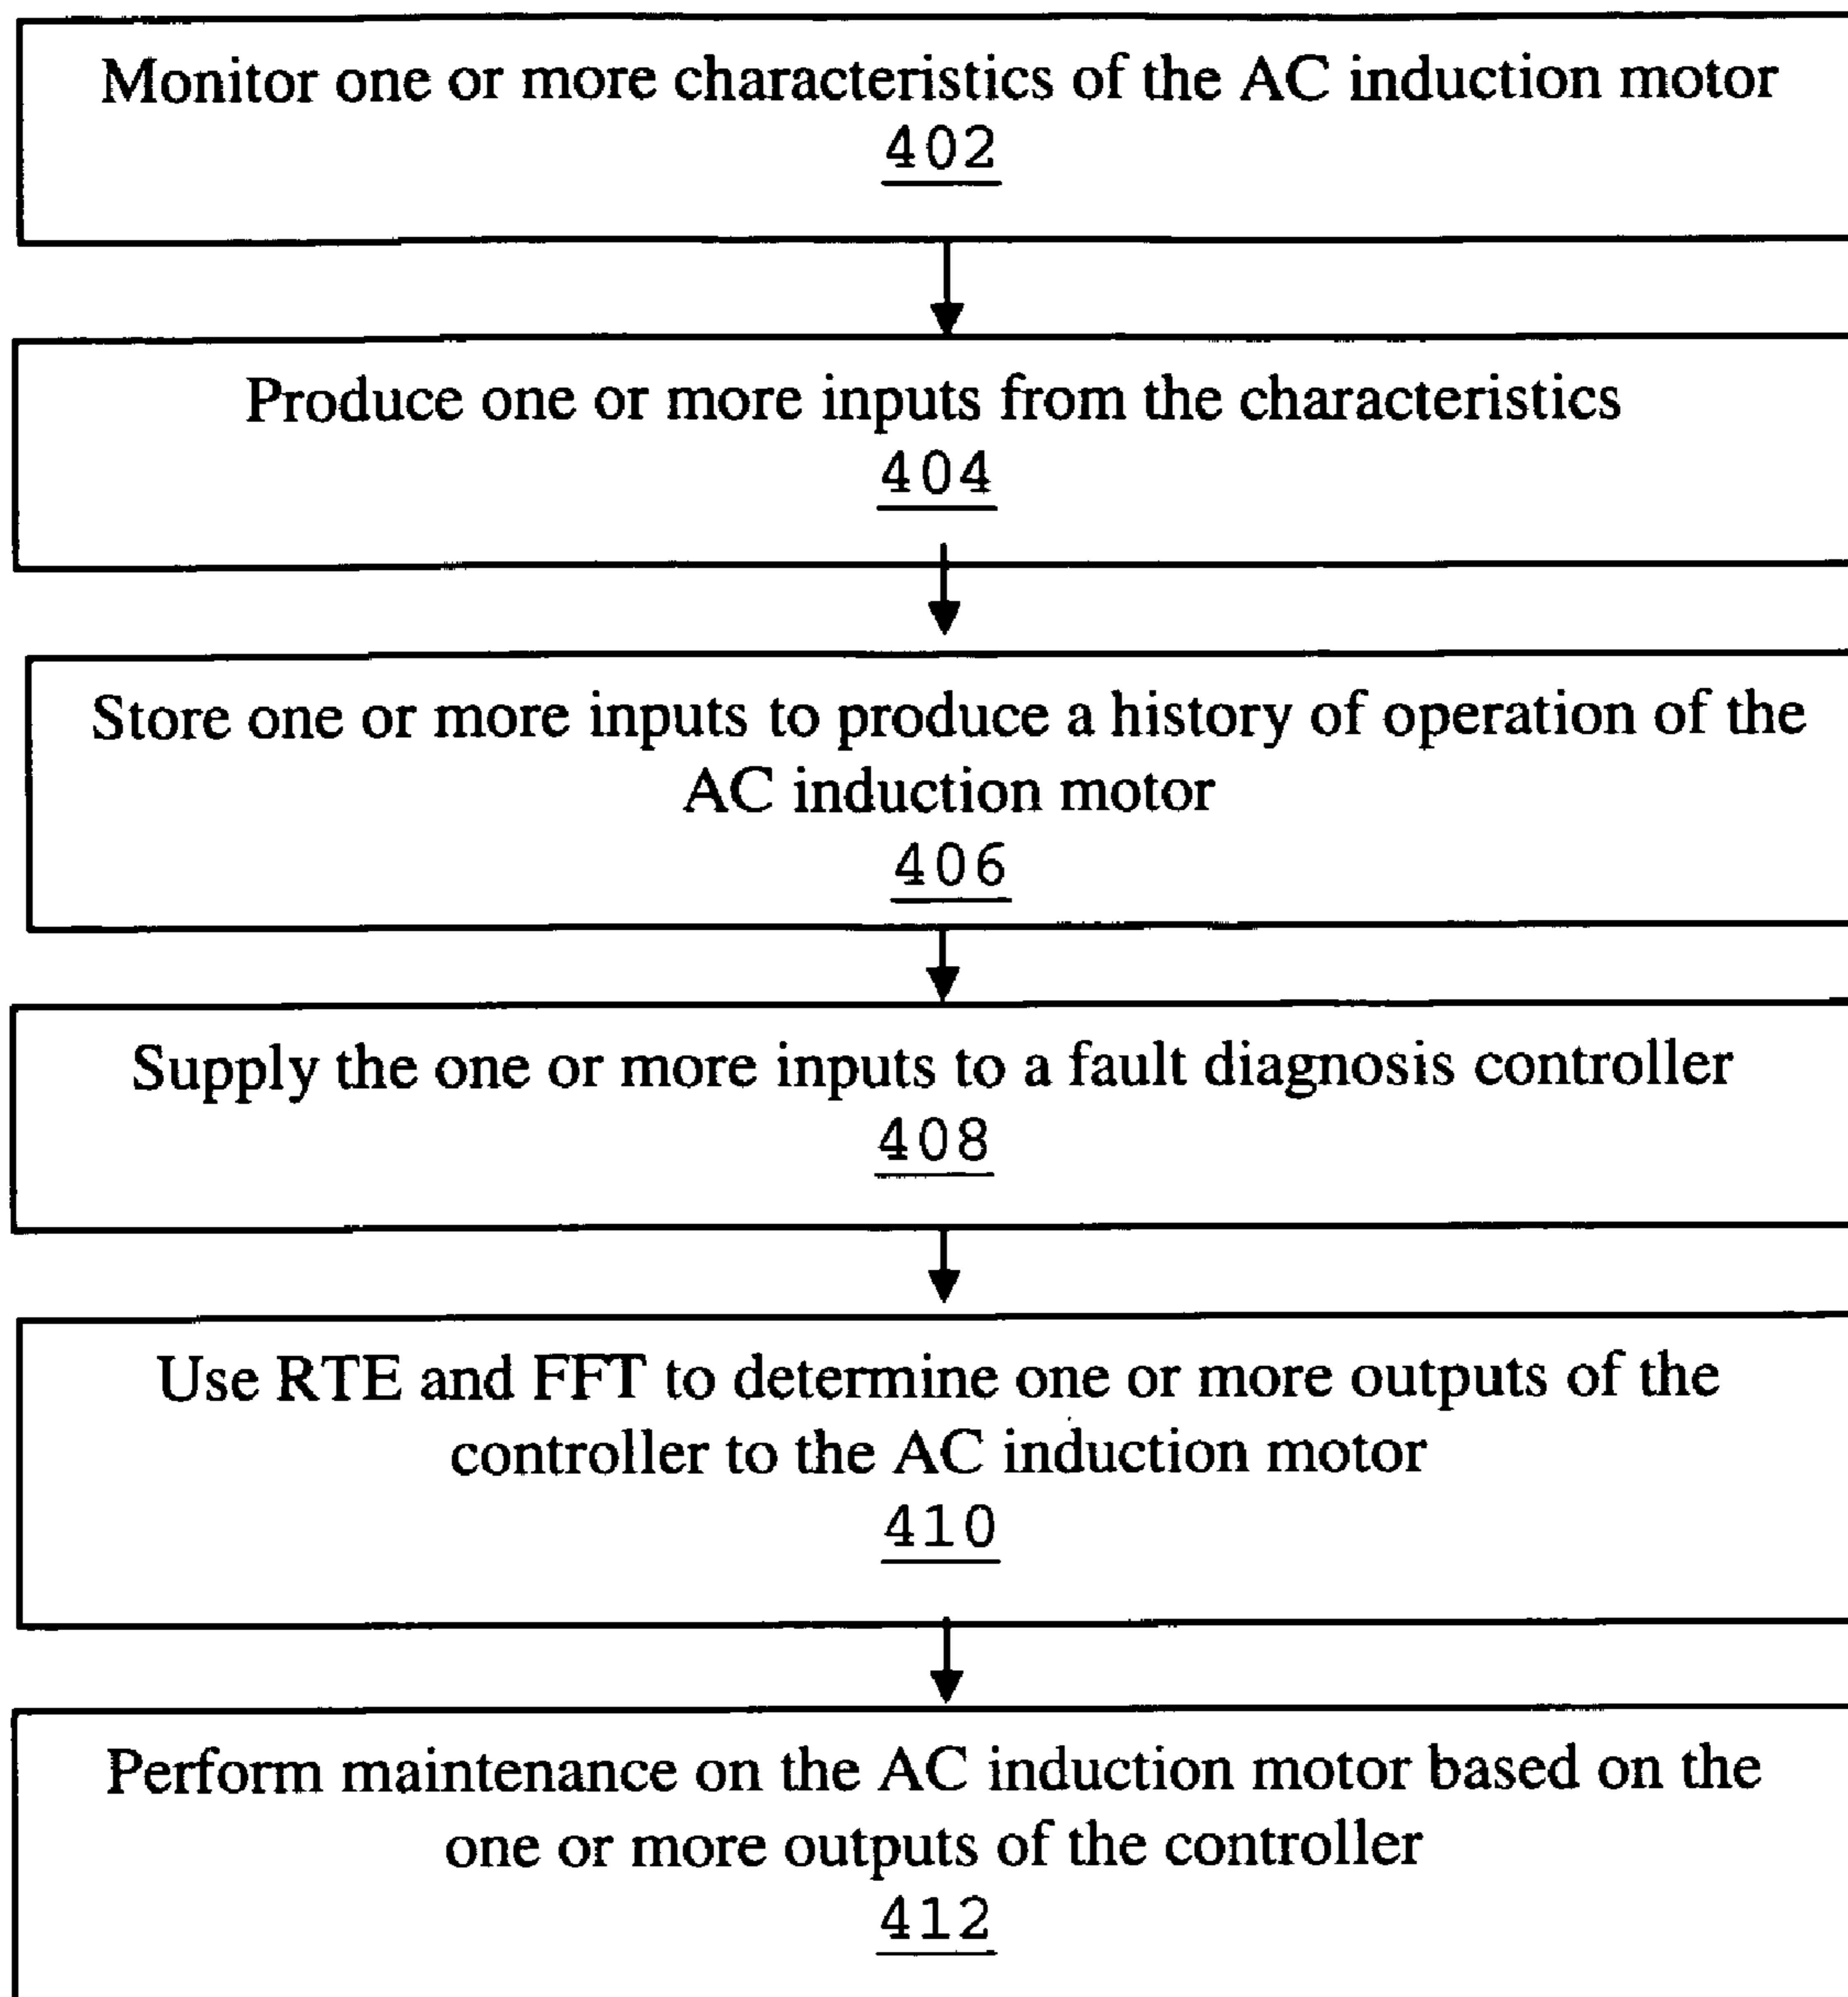 Monitor one or more characteristics of the AC induction motor
402
Produce one or more inputs from the characteristics
404
Store one or more inputs to produce a history of operation of the
AC induction motor
406
Supply the one or more inputs to a fault diagnosis controller
408
Use RTE and FFT to determine one or more outputs of the
controller to the AC induction motor
410
Perform maintenance on the AC induction motor based on the
one or more outputs of the controller
412